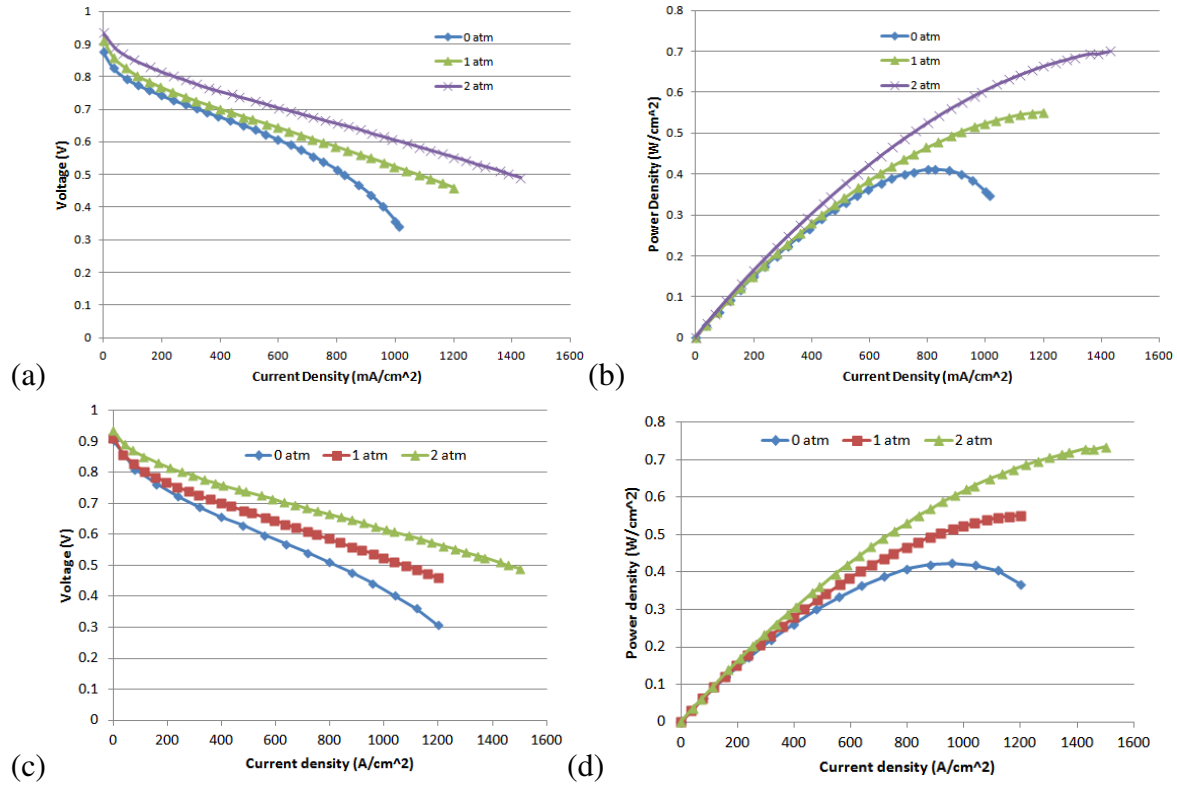 1
0.9
0.8
0.7
0.6
0.5
0.4
0.3
0.2
0.1
0
Voltage (V)
0 atm
1 atm
2 atm
0 200 400 600 800 1000 1200 1400 1600
Current Density (mA/cm^2)
(a)
0.8
0.7
0.6
0.5
0.4
0.3
0.2
0.1
0
Power Density (W/cm^2)
0 atm
1 atm
2 atm
0 200 400 600 800 1000 1200 1400 1600
Current Density (mA/cm^2)
(b)
1
0.9
0.8
0.7
0.6
0.5
0.4
0.3
0.2
0.1
0
Voltage (V)
0 atm 1 atm 2 atm
0 200 400 600 800 1000 1200 1400 1600
Current density (A/cm^2)
(c)
0.8
0.7
0.6
0.5
0.4
0.3
0.2
0.1
0
Power density (W/cm^2)
0 atm 1 atm 2 atm
0 200 400 600 800 1000 1200 1400 1600
Current density (A/cm^2)
(d)